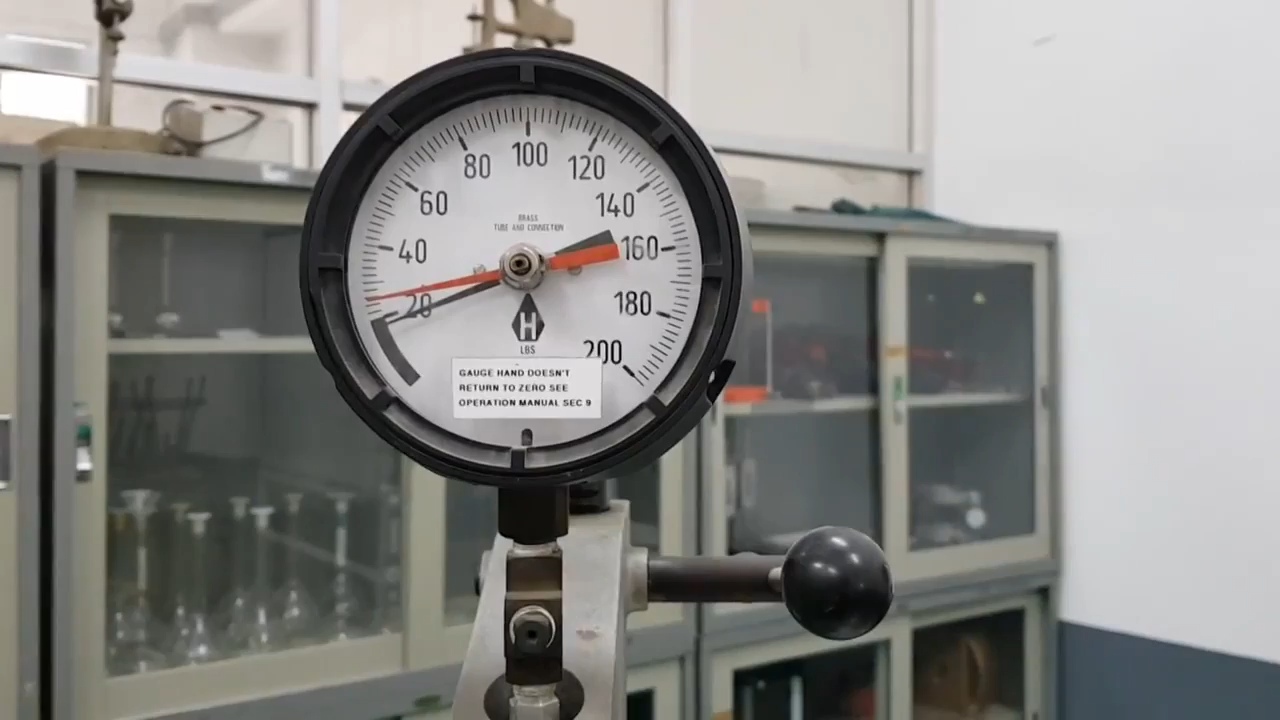 100
80
120
60
140
BRASS
TUBE AND CONNECTION
40
160
20
180
H
LBS
200
GAUGE HAND DOESN'T
RETURN TO ZERO SEE
OPERATION MANUAL SEC 9